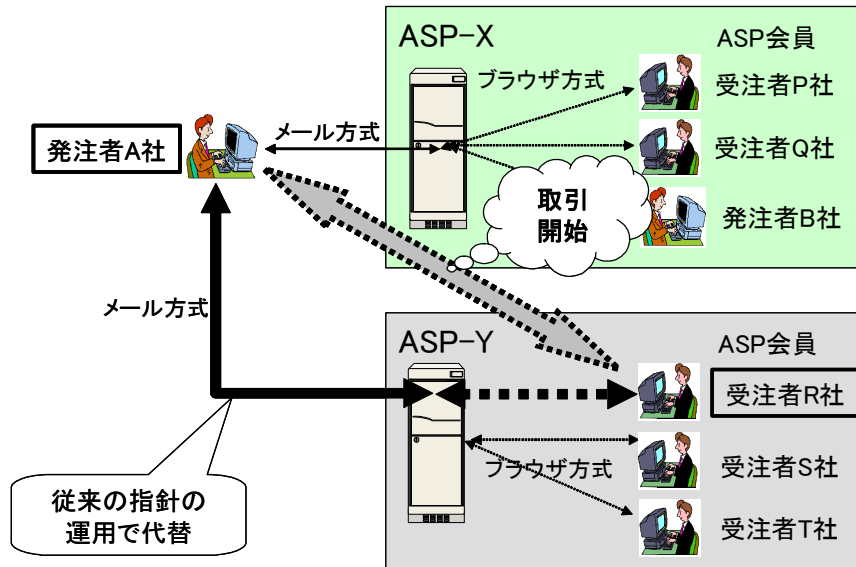 ASP-X
ASP会員
ブラウザ方式
受注者P社
メール方式
発注者A社
受注者Q社
取引
開始
発注者B社
メール方式
ASP-Y
ASP会員
受注者R社
ブラウザ方式
受注者S社
従来の指針の
運用で代替
受注者T社